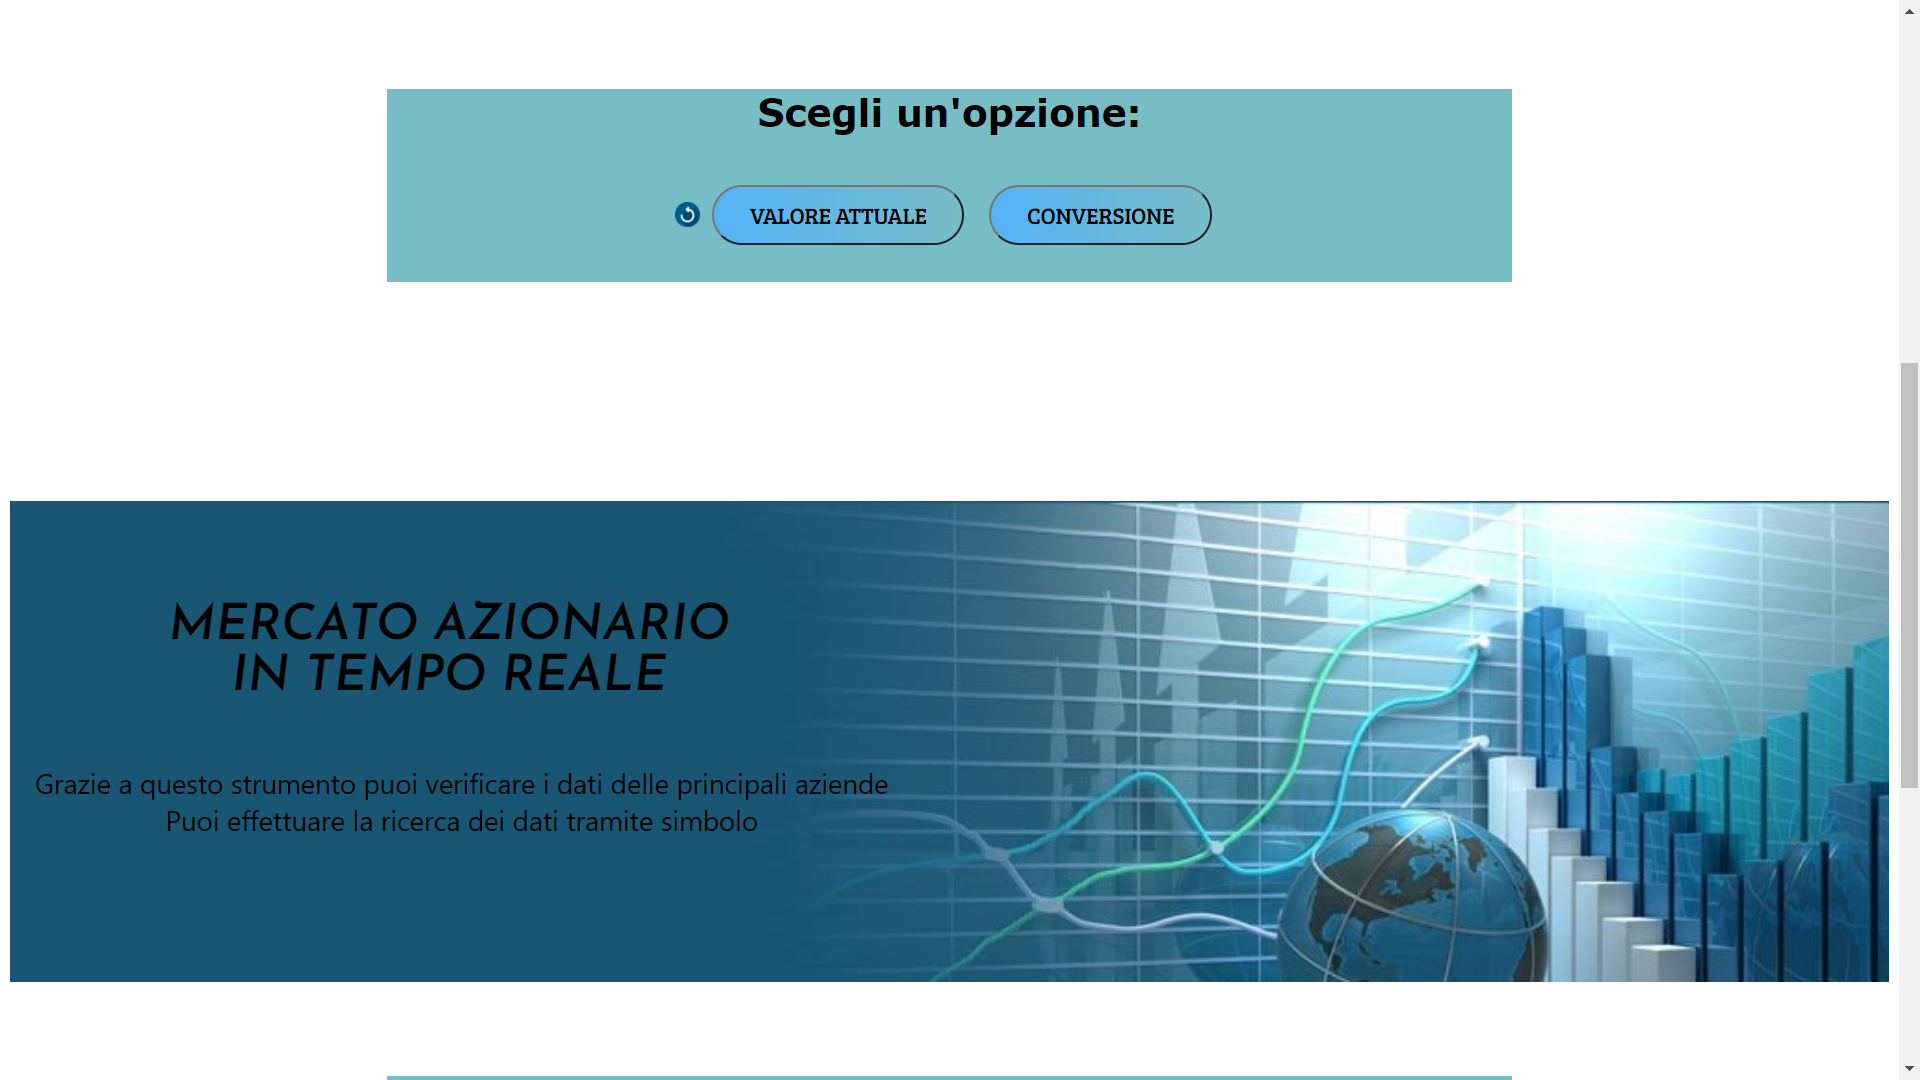 Scegli un'opzione:
VALORE ATTUALE
CONVERSIONE
MERCATO AZIONARIO
IN TEMPO REALE
Grazie a questo strumento puoi verificare i dati delle principali aziende
Puoi effettuare la ricerca dei dati tramite simbolo